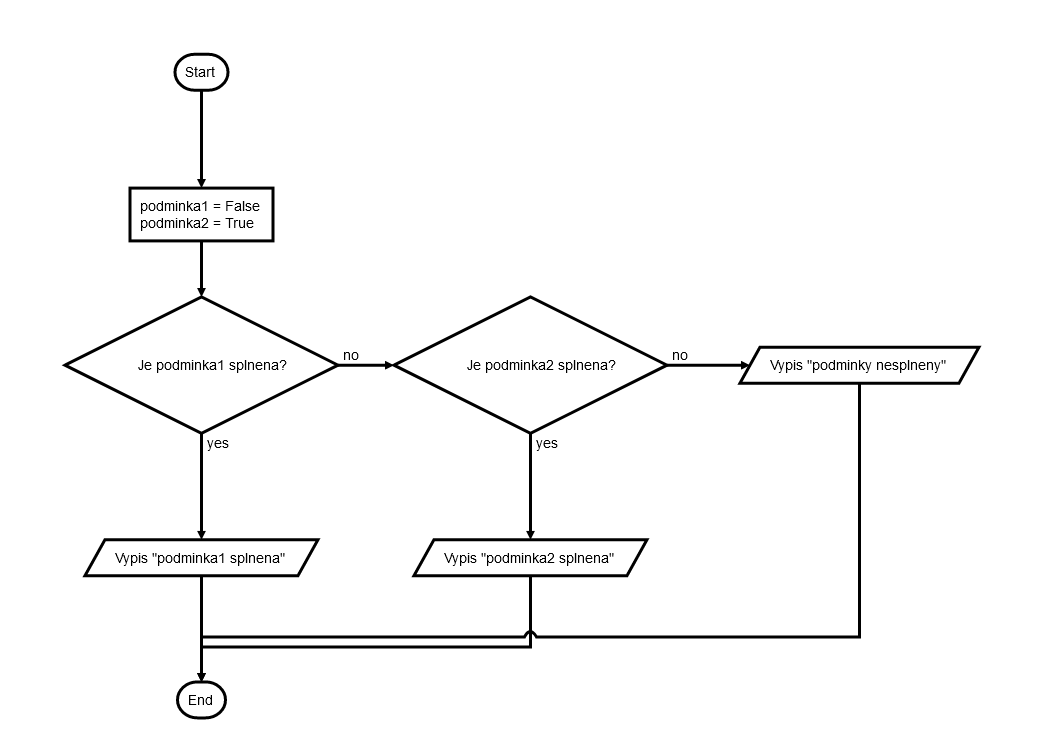 Start
podminka1 = False
podminka2 = True
Je podminka1 splnena?
no
Je podminka2 splnena?
no
Vypis "podminky nesplneny"
yes
yes
Vypis "podminka1 splnena"
Vypis "podminka2 splnena"
End